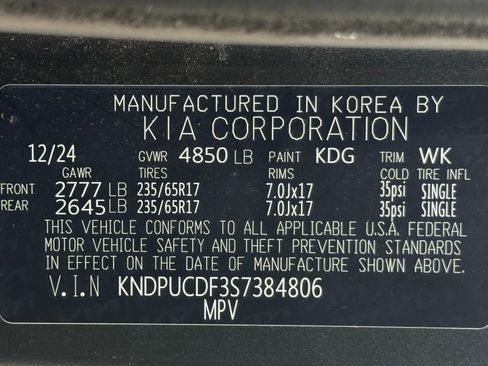 MANUFACTURED IN KOREA BY
KIA CORPORATION
12/24 GVWR 4850 LB PAINT KDG TRIM WK
GAWR TIRES RIMS COLD TIRE INFL
FRONT 2777 LB 235/65R17 7.0Jx17 35psi SINGLE
REAR 2645 LB 235/65R17 7.0Jx17 35psi SINGLE
THIS VEHICLE CONFORMS TO ALL APPLICABLE U.S.A. FEDERAL
MOTOR VEHICLE SAFETY AND THEFT PREVENTION STANDARDS
IN EFFECT ON THE DATE OF MANUFACTURE SHOWN ABOVE.
V.I.N KNDPUCDF3S7384806
MPV